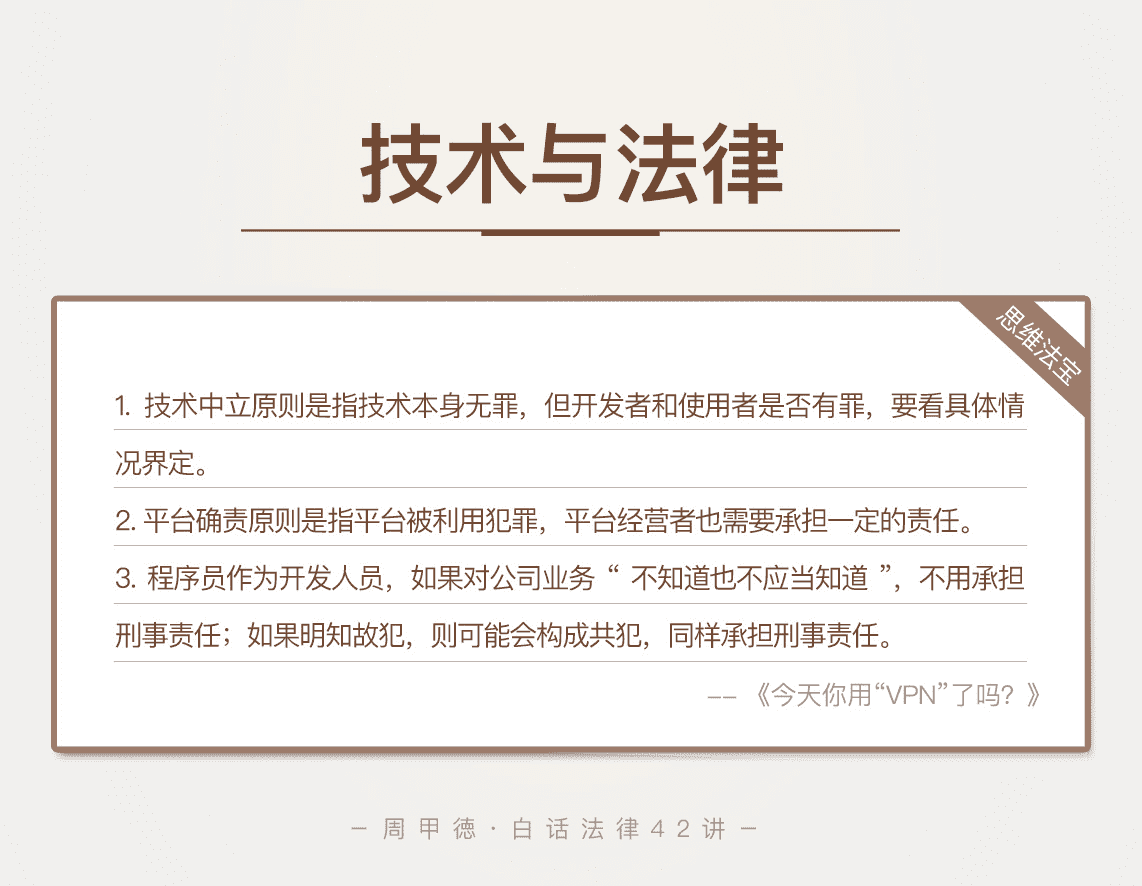 技术与法律
思维法宝
1. 技术中立原则是指技术本身无罪，但开发者和使用者是否有罪，要看具体情
况界定。
2. 平台确责原则是指平台被利用犯罪，平台经营者也需要承担一定的责任。
3. 程序员作为开发人员，如果对公司业务“ 不知道也不应当知道 ”，不用承担
刑事责任；如果明知故犯，则可能会构成共犯，同样承担刑事责任。
-- 《今天你用“VPN”了吗？》
– 周甲德·白话法律42讲 –